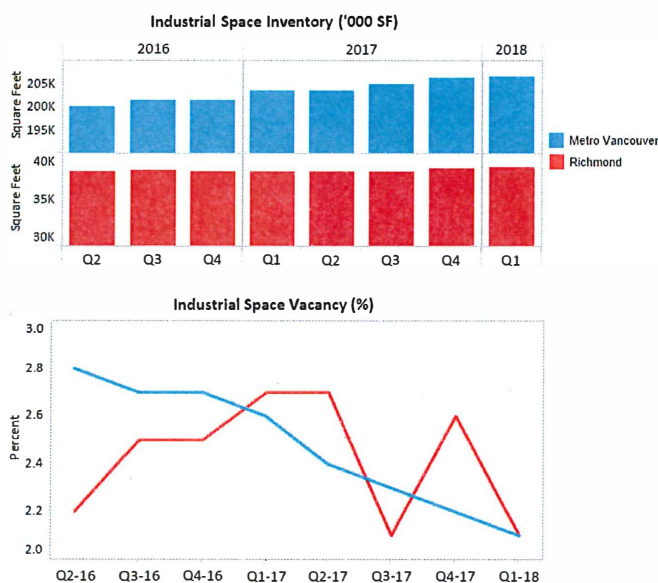 Industrial Space Inventory ('000 SF)
2016 2017 2018
Square Feet
205K
200K
195K
Square Feet
40K
35K
30K
Metro Vancouver
Richmond
Q2 Q3 Q4 Q1 Q2 Q3 Q4 Q1
Industrial Space Vacancy (%)
Percent
3.0
2.8
2.6
2.4
2.2
2.0
Q2-16 Q3-16 Q4-16 Q1-17 Q2-17 Q3-17 Q4-17 Q1-18